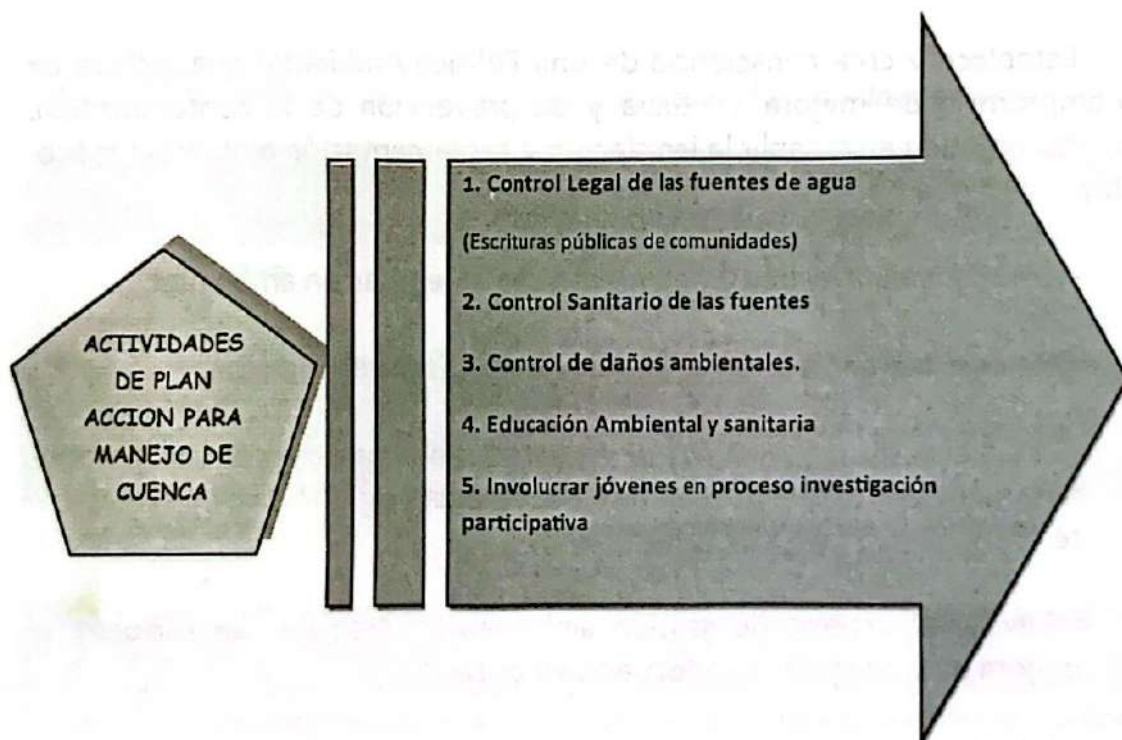 ACTIVIDADES
DE PLAN
ACCION PARA
MANEJO DE
CUENCA
1. Control Legal de las fuentes de agua
(Escrituras públicas de comunidades)
2. Control Sanitario de las fuentes
3. Control de daños ambientales.
4. Educación Ambiental y sanitaria
5. Involucrar jóvenes en proceso investigación
participativa